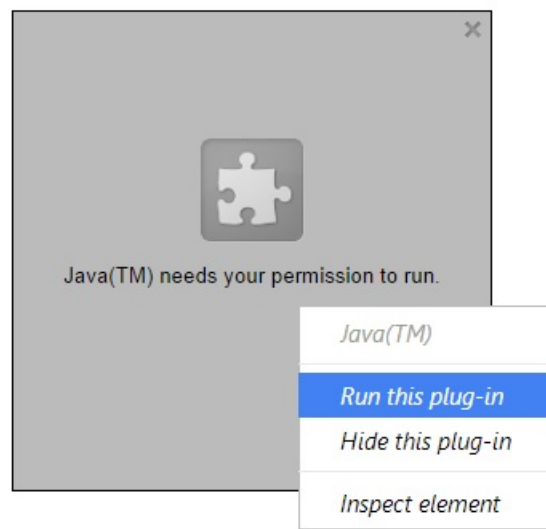 Java(TM) needs your permission to run.
Java(TM)
Run this plug-in
Hide this plug-in
Inspect element